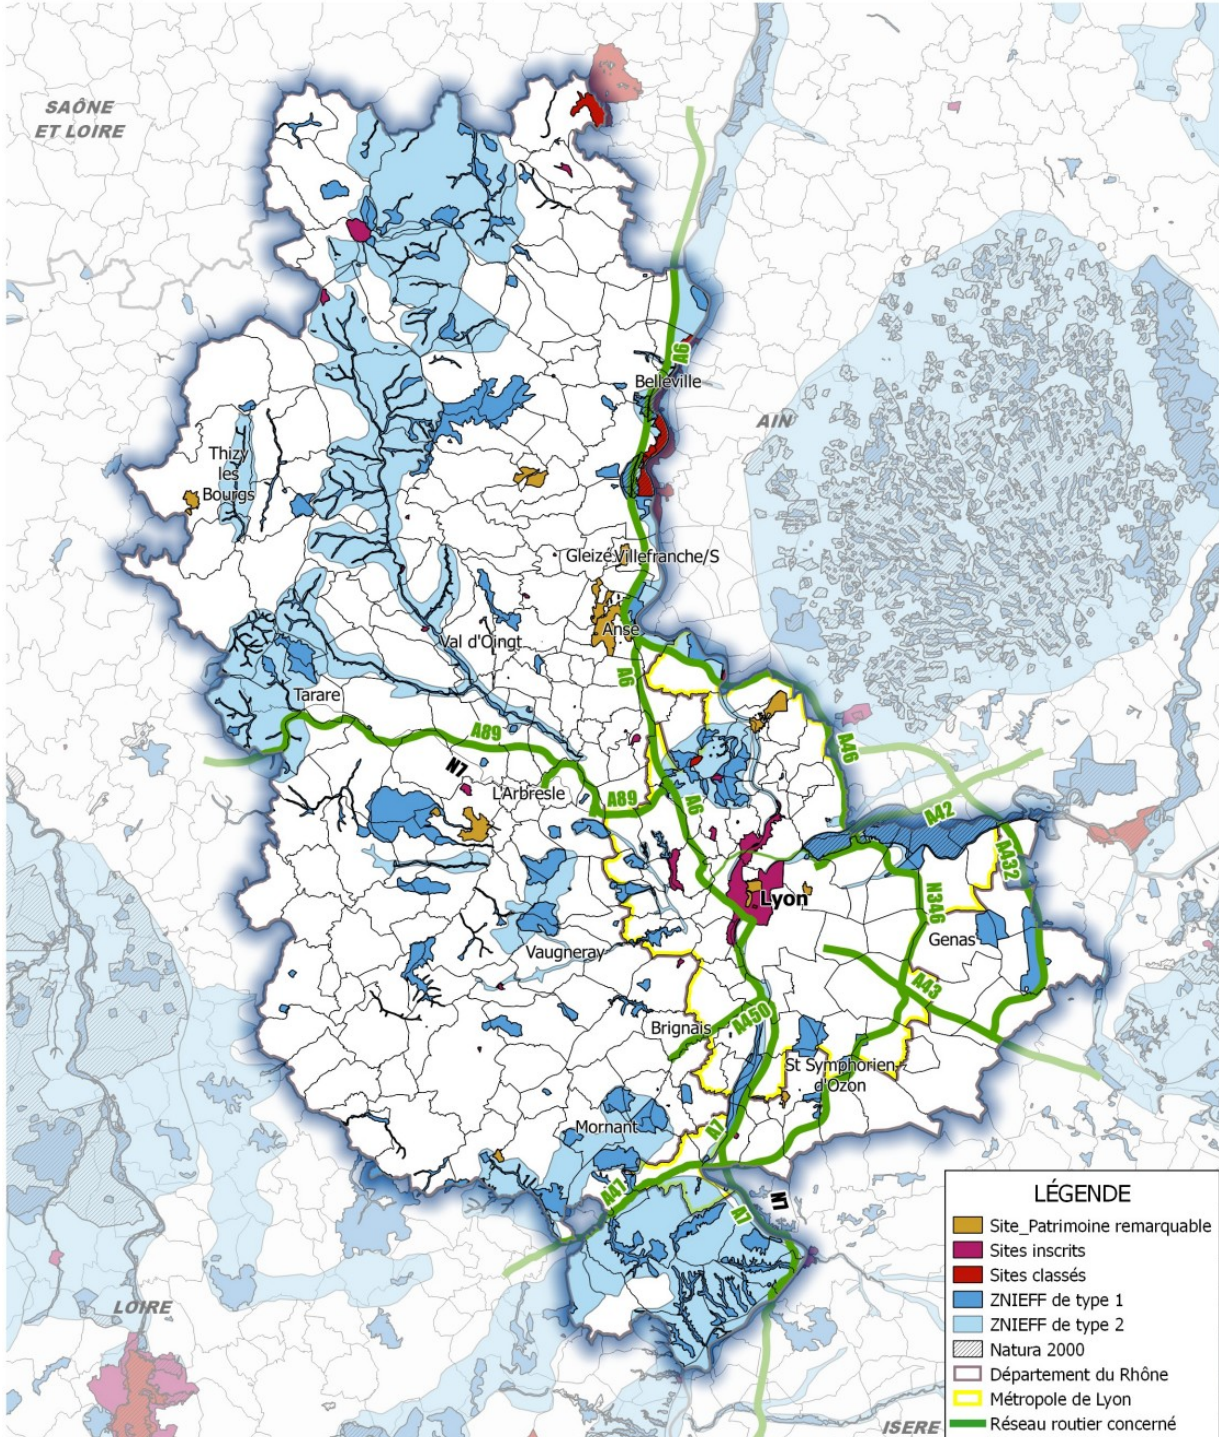 SAÔNE
ET LOIRE
A6
Belleville
AIN
Thizy
les
Bourgs
Gleizé
Villefranche/S
Anse
Val d'Oingt
A6
Tarare
A89
A46
N7
L'Arbresle
A89
A6
A42
A432
Lyon
N346
Genas
Vaugneray
A43
Brignais
A450
St Symphorien-
d'Ozon
Mornant
A7
A47
A7
N7
LOIRE
ISERE
LÉGENDE
Site_Patrimoine remarquable
Sites inscrits
Sites classés
ZNIEFF de type 1
ZNIEFF de type 2
Natura 2000
Département du Rhône
Métropole de Lyon
Réseau routier concerné